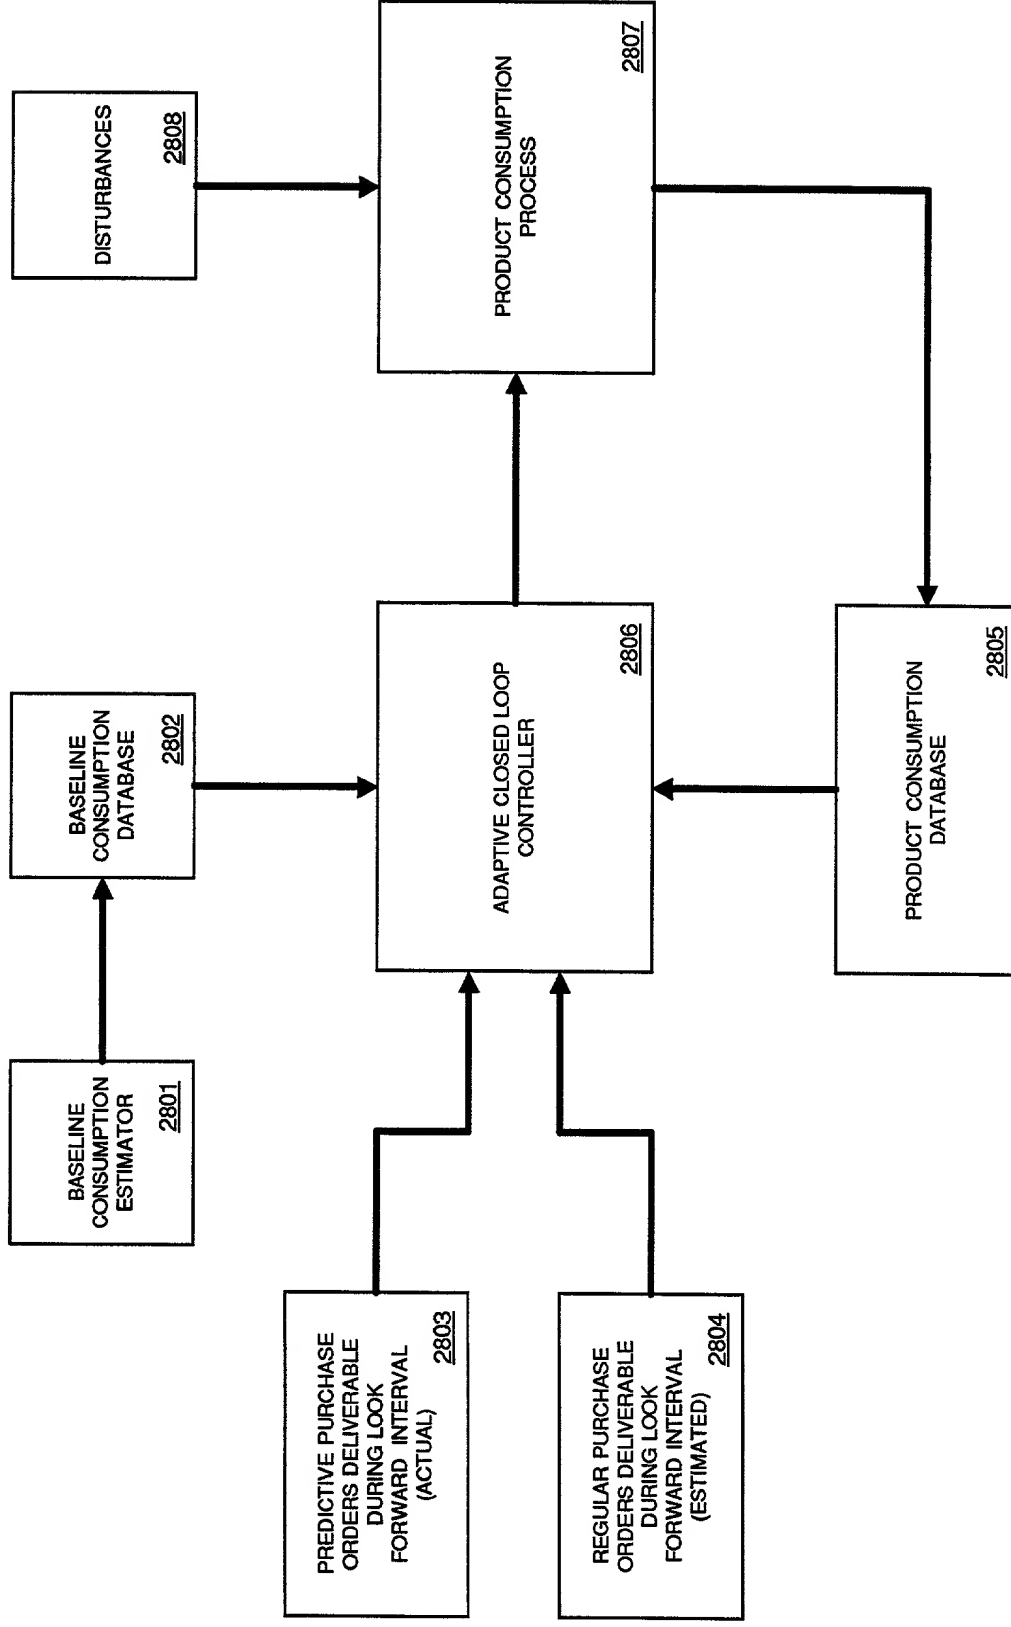 BASELINE
CONSUMPTION
ESTIMATOR
2801
BASELINE
CONSUMPTION
DATABASE
2802
DISTURBANCES
2808
PREDICTIVE PURCHASE
ORDERS DELIVERABLE
DURING LOOK
FORWARD INTERVAL
(ACTUAL)
2803
REGULAR PURCHASE
ORDERS DELIVERABLE
DURING LOOK
FORWARD INTERVAL
(ESTIMATED)
2804
ADAPTIVE CLOSED LOOP
CONTROLLER
2806
PRODUCT CONSUMPTION
PROCESS
2807
PRODUCT CONSUMPTION
DATABASE
2805